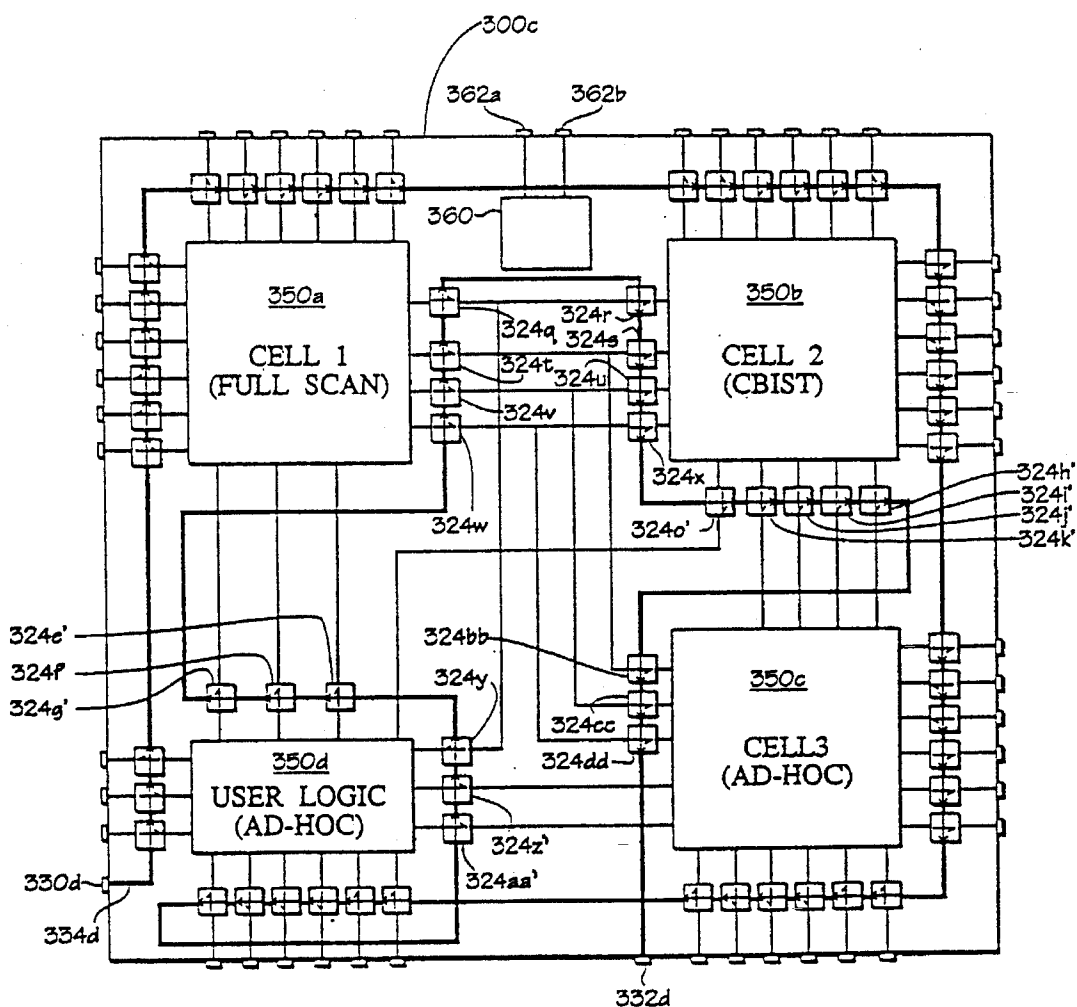 300c
362a
362b
360
350a
CELL 1
(FULL SCAN)
350b
CELL 2
(CBIST)
324q
324r
324s
324t
324u
324v
324w
324x
324o'
324h'
324i'
324j'
324k'
324e'
324f'
324g'
324y
324bb
324cc
324dd
350c
CELL3
(AD-HOC)
350d
USER LOGIC
(AD-HOC)
324z'
324aa'
330d
334d
332d